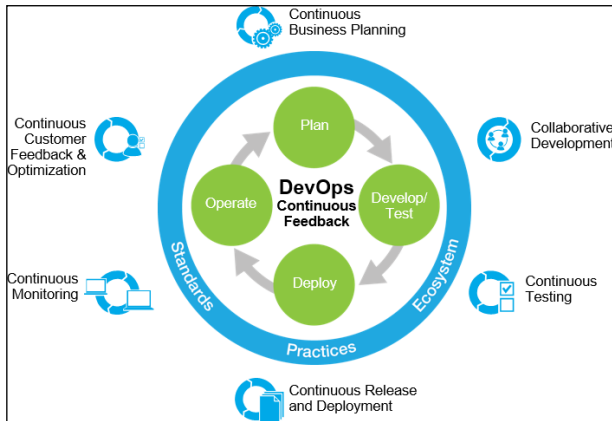 Continuous
Business Planning
Continuous
Customer
Feedback &
Optimization
Collaborative
Development
Plan
DevOps
Continuous
Feedback
Operate
Develop/
Test
Deploy
Standards
Practices
Ecosystem
Continuous
Monitoring
Continuous
Testing
Continuous Release
and Deployment